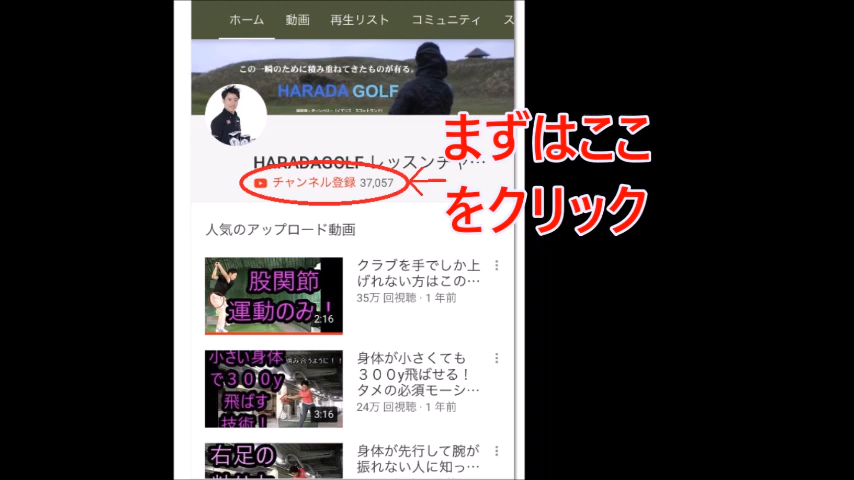 ホーム 動画 再生リスト コミュニティ ス
この一瞬のために積み重ねてきたものが有る。
HARADA GOLF
HARADAGOLF レッスンチャ…
チャンネル登録 37,057
まずはここ
をクリック
人気のアップロード動画
股関節
運動のみ!
2:16
クラブを手でしか上
げれない方はこの…
35万 回視聴・1 年前
小さい身体
で300y
飛ばす
技術!
3:16
身体が小さくても
300y飛ばせる!
タメの必須モーシ…
24万 回視聴・1 年前
右足の
身体が先行して腕が
振れない人に知っ…